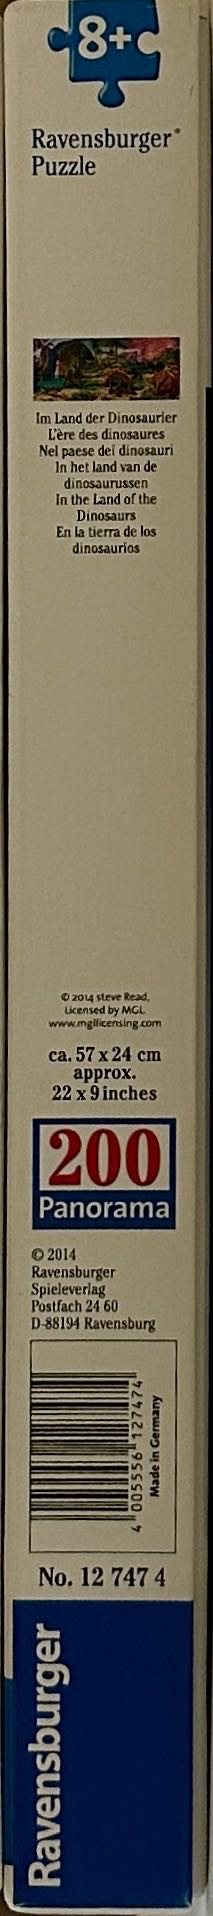 8+
Ravensburger®
Puzzle
Im Land der Dinosaurier
L'ère des dinosaures
Nel paese dei dinosauri
In het land van de
dinosaurussen
In the Land of the
Dinosaurs
En la tierra de los
dinosaurios
© 2014 Steve Read,
Licensed by MGL
www.mgllicensing.com
ca. 57 x 24 cm
approx.
22 x 9 inches
200
Panorama
© 2014
Ravensburger
Spieleverlag
Postfach 24 60
D-88194 Ravensburg
4 005556 127474
Made in Germany
No. 12 747 4
Ravensburger